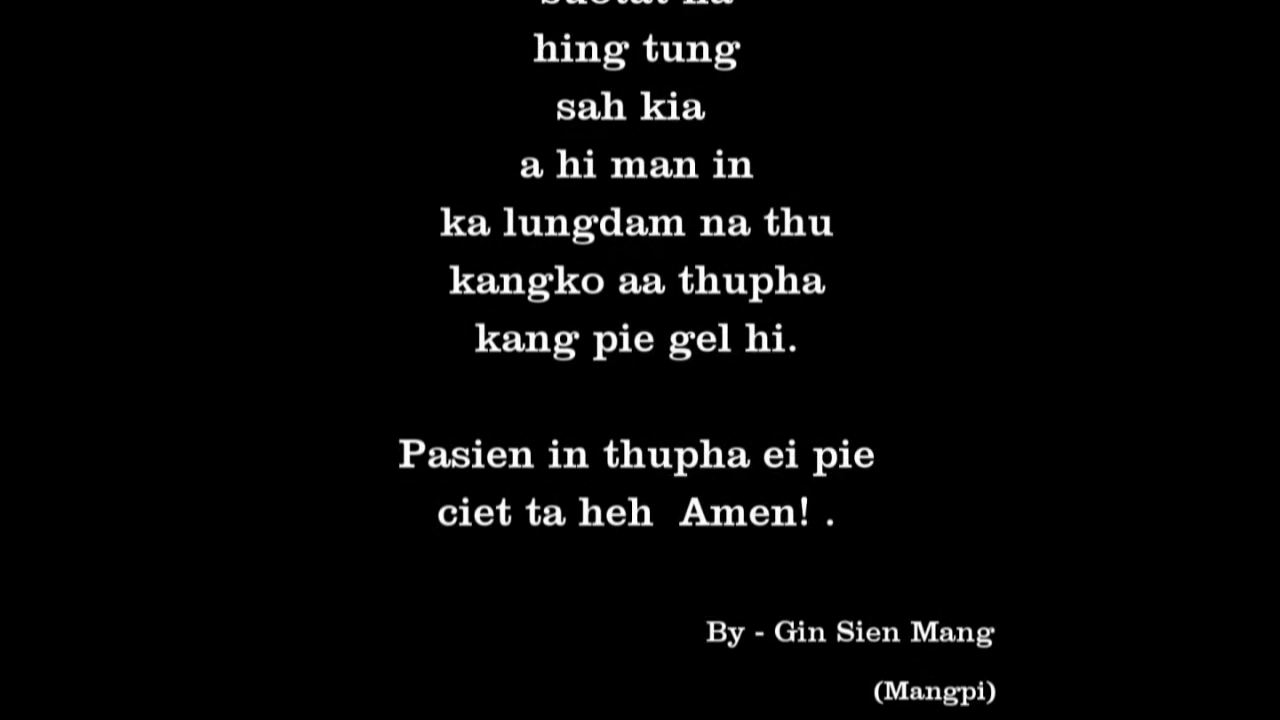 hing tung
sah kia
a hi man in
ka lungdam na thu
kangko aa thupha
kang pie gel hi.
Pasien in thupha ei pie
ciet ta heh Amen! .
By - Gin Sien Mang
(Mangpi)